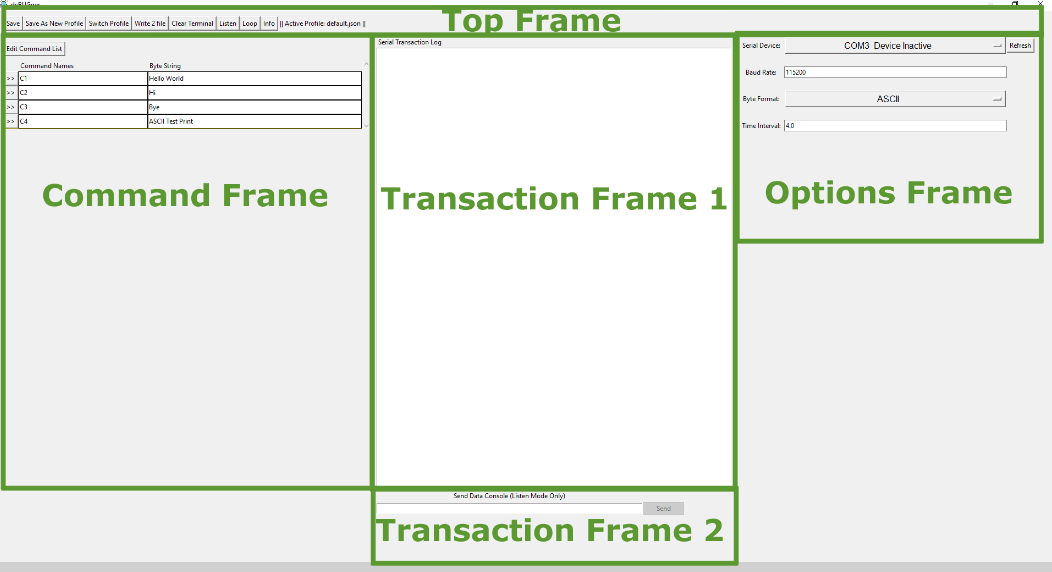 Top Frame
Save Save As New Profile Switch Profile Write 2 file Clear Terminal Listen Loop Info || Active Profile: default.json ||
Edit Command List
Command Names Byte String
>> C1 Hello World
>> C2 Hi
>> C3 Bye
>> C4 ASCII Test Print
Command Frame
Serial Transaction Log
Transaction Frame 1
Serial Device: COM3 Device Inactive Refresh
Baud Rate: 115200
Byte Format: ASCII
Time Interval: 4.0
Options Frame
Send Data Console (Listen Mode Only)
Send
Transaction Frame 2